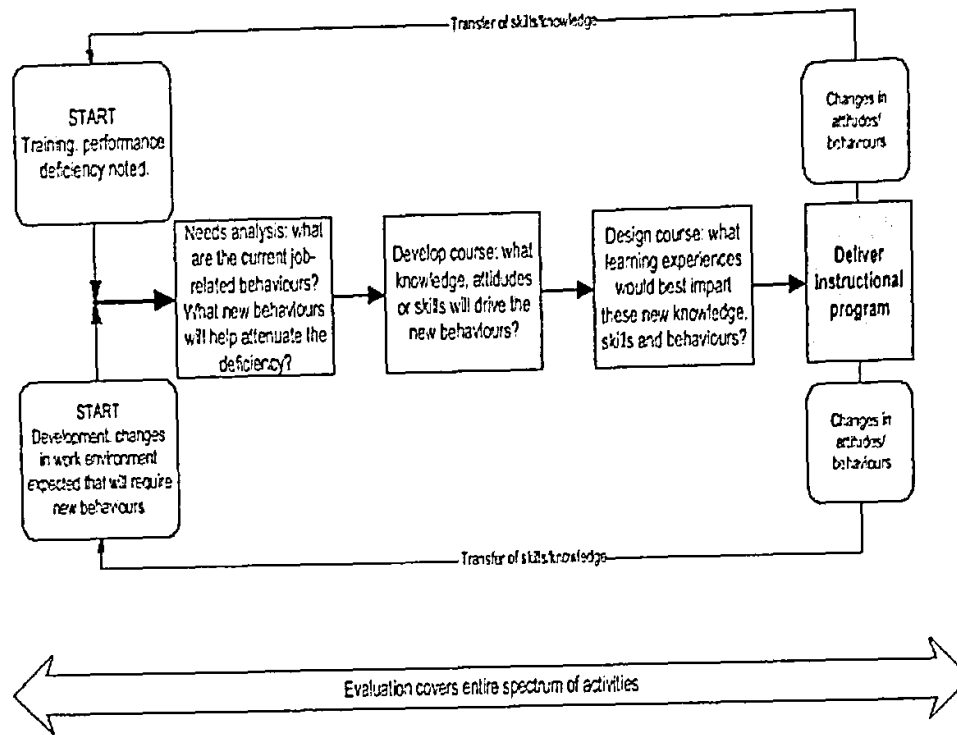 Transfer of skills/knowledge
START
Training, performance
deficiency noted.
Changes in
attitudes/
behaviours
Needs analysis: what
are the current job-
related behaviours?
What new behaviours
will help attenuate the
deficiency?
Develop course: what
knowledge, attidudes
or skills will drive the
new behaviours?
Design course: what
learning experiences
would best impart
these new knowledge,
skills and behaviours?
Deliver
Instructional
program
START
Development, changes
in work environment
expected that will require
new behaviours
Changes in
attitudes/
behaviours
Transfer of skills/knowledge
Evaluation covers entire spectrum of activities